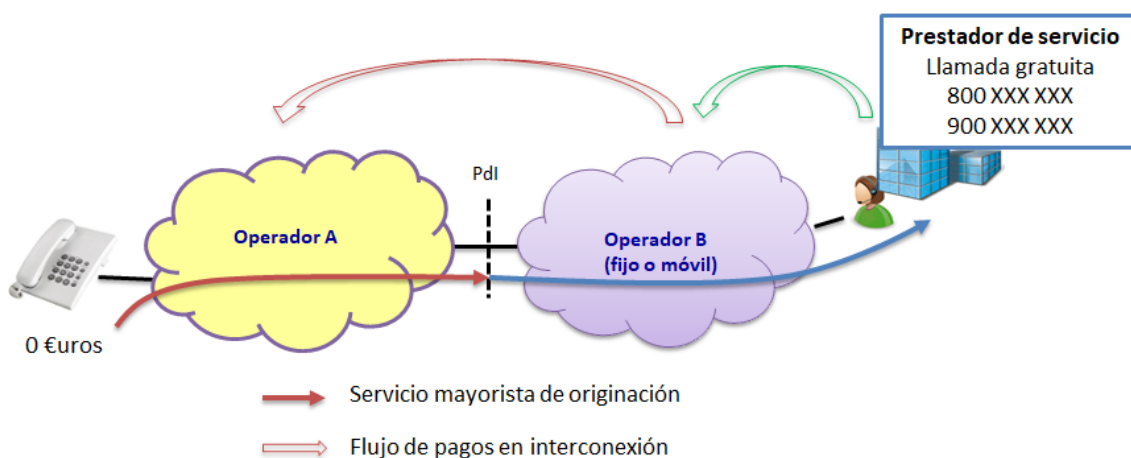 Prestador de servicio
Llamada gratuita
800 XXX XXX
900 XXX XXX
PdI
Operador A
Operador B
(fijo o móvil)
0 €uros
Servicio mayorista de originación
Flujo de pagos en interconexión